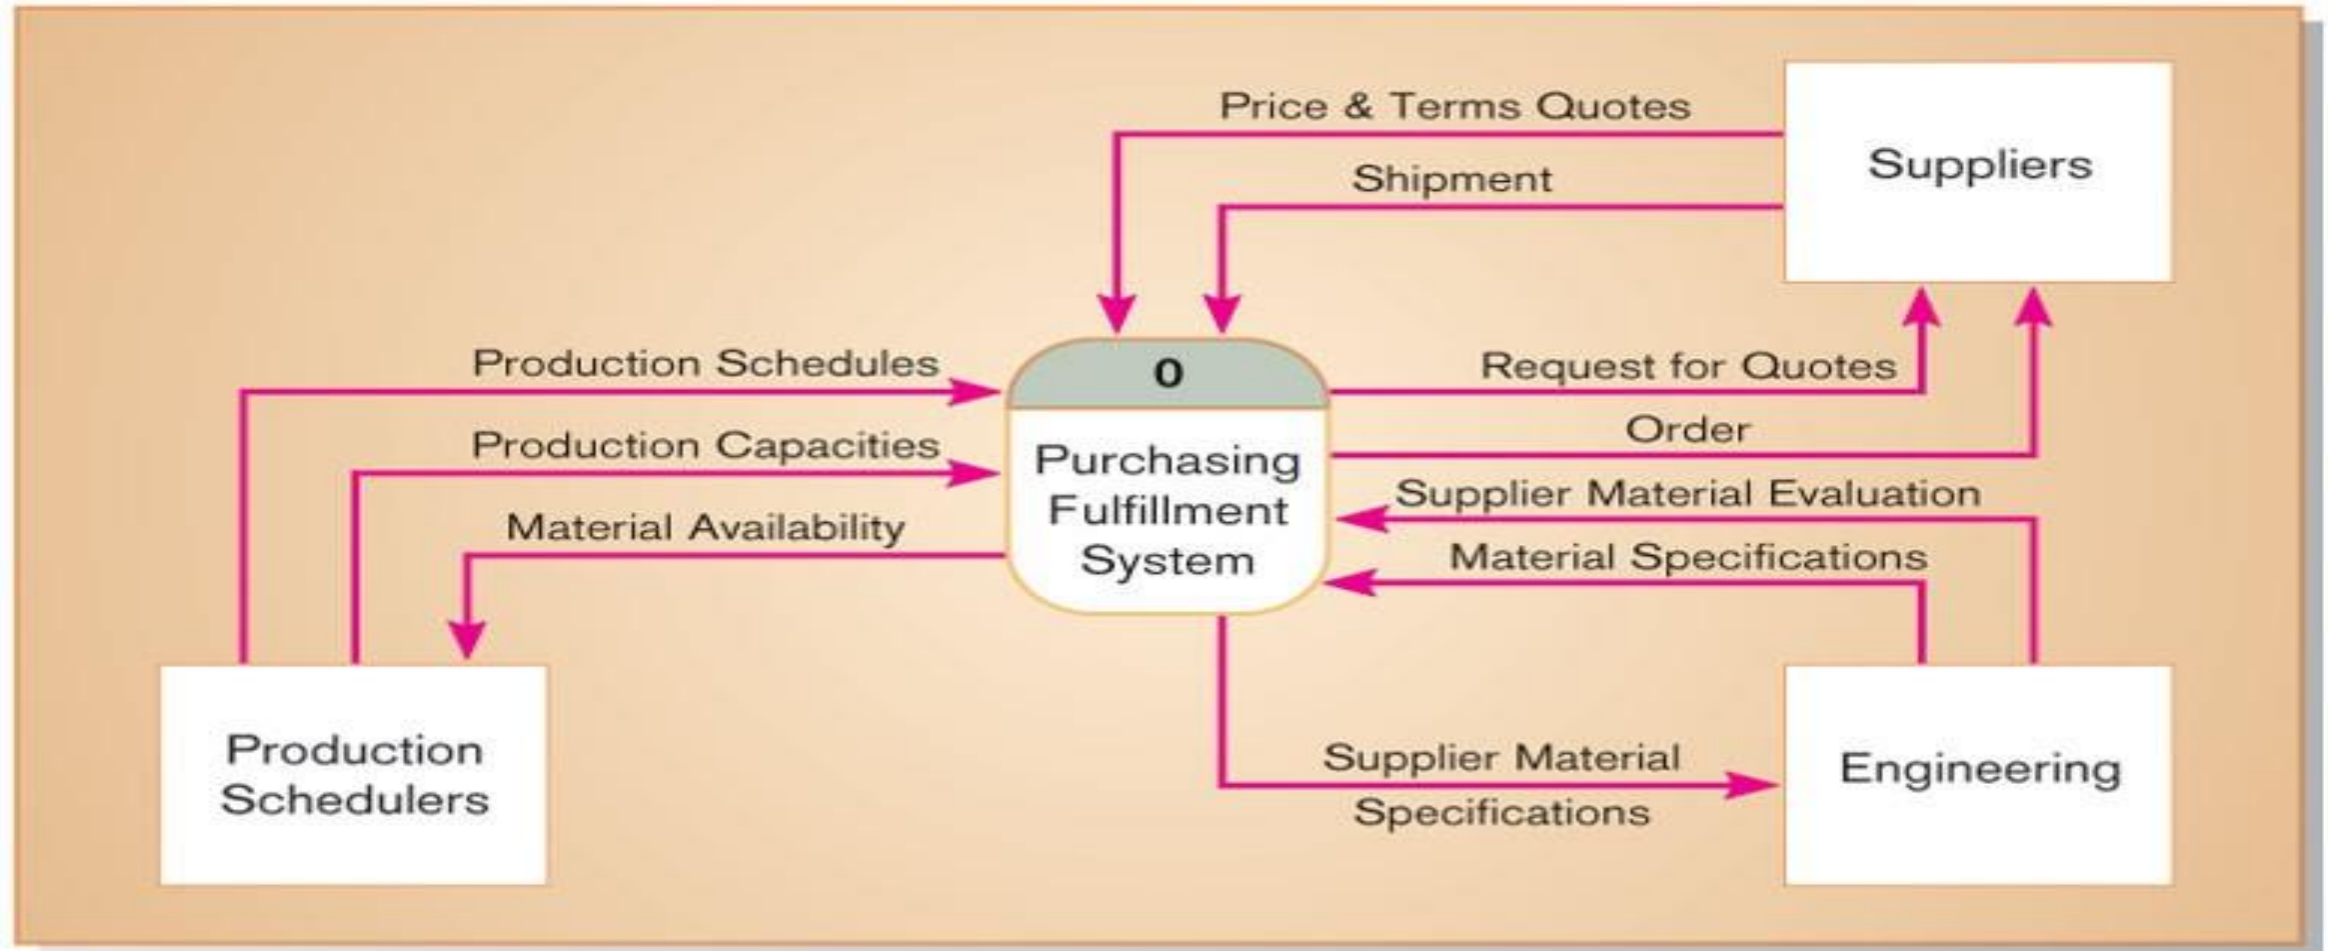 Price & Terms Quotes
Suppliers
Shipment
Production Schedules
0
Request for Quotes
Production Capacities
Purchasing
Fulfillment
System
Order
Supplier Material Evaluation
Material Availability
Material Specifications
Production
Schedulers
Supplier Material
Specifications
Engineering